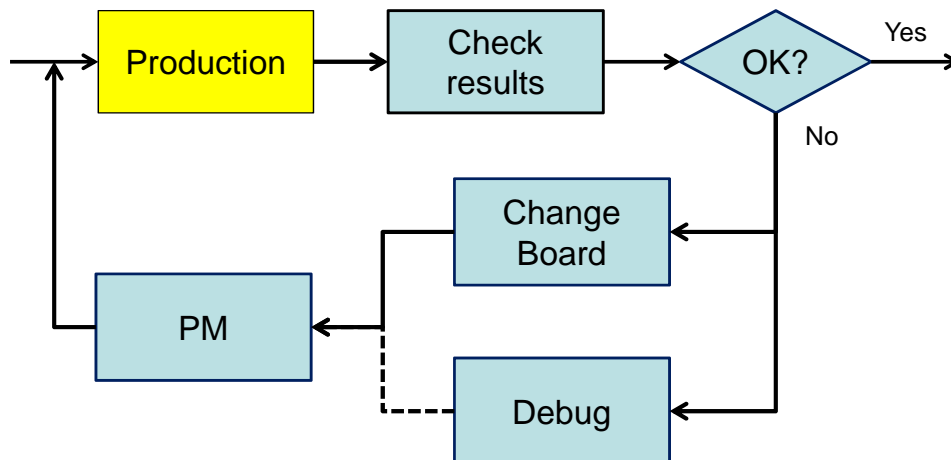 Production
Check
results
OK?
Yes
No
Change
Board
PM
Debug